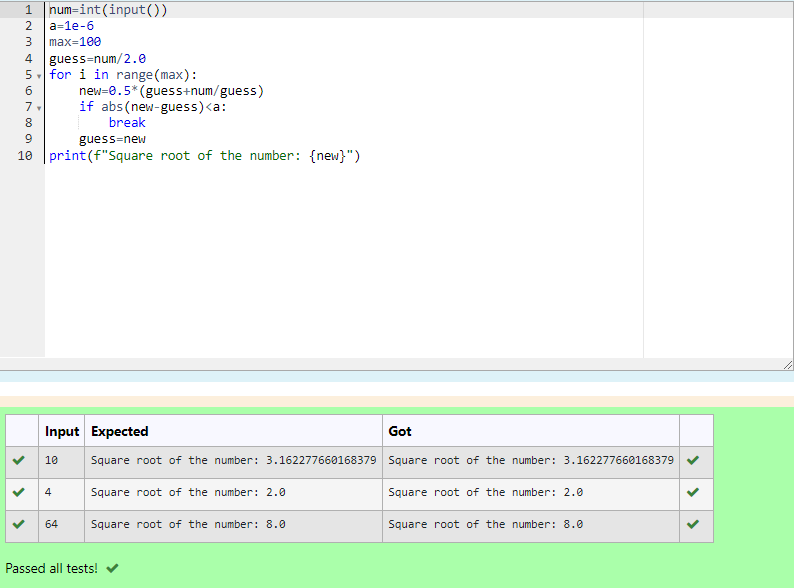 1 num=int(input())
2 a=1e-6
3 max=100
4 guess=num/2.0
5 for i in range(max):
6     new=0.5*(guess+num/guess)
7     if abs(new-guess)<a:
8         break
9     guess=new
10 print(f"Square root of the number: {new}")
Input Expected Got
10 Square root of the number: 3.162277660168379 Square root of the number: 3.162277660168379
4 Square root of the number: 2.0 Square root of the number: 2.0
64 Square root of the number: 8.0 Square root of the number: 8.0
Passed all tests!